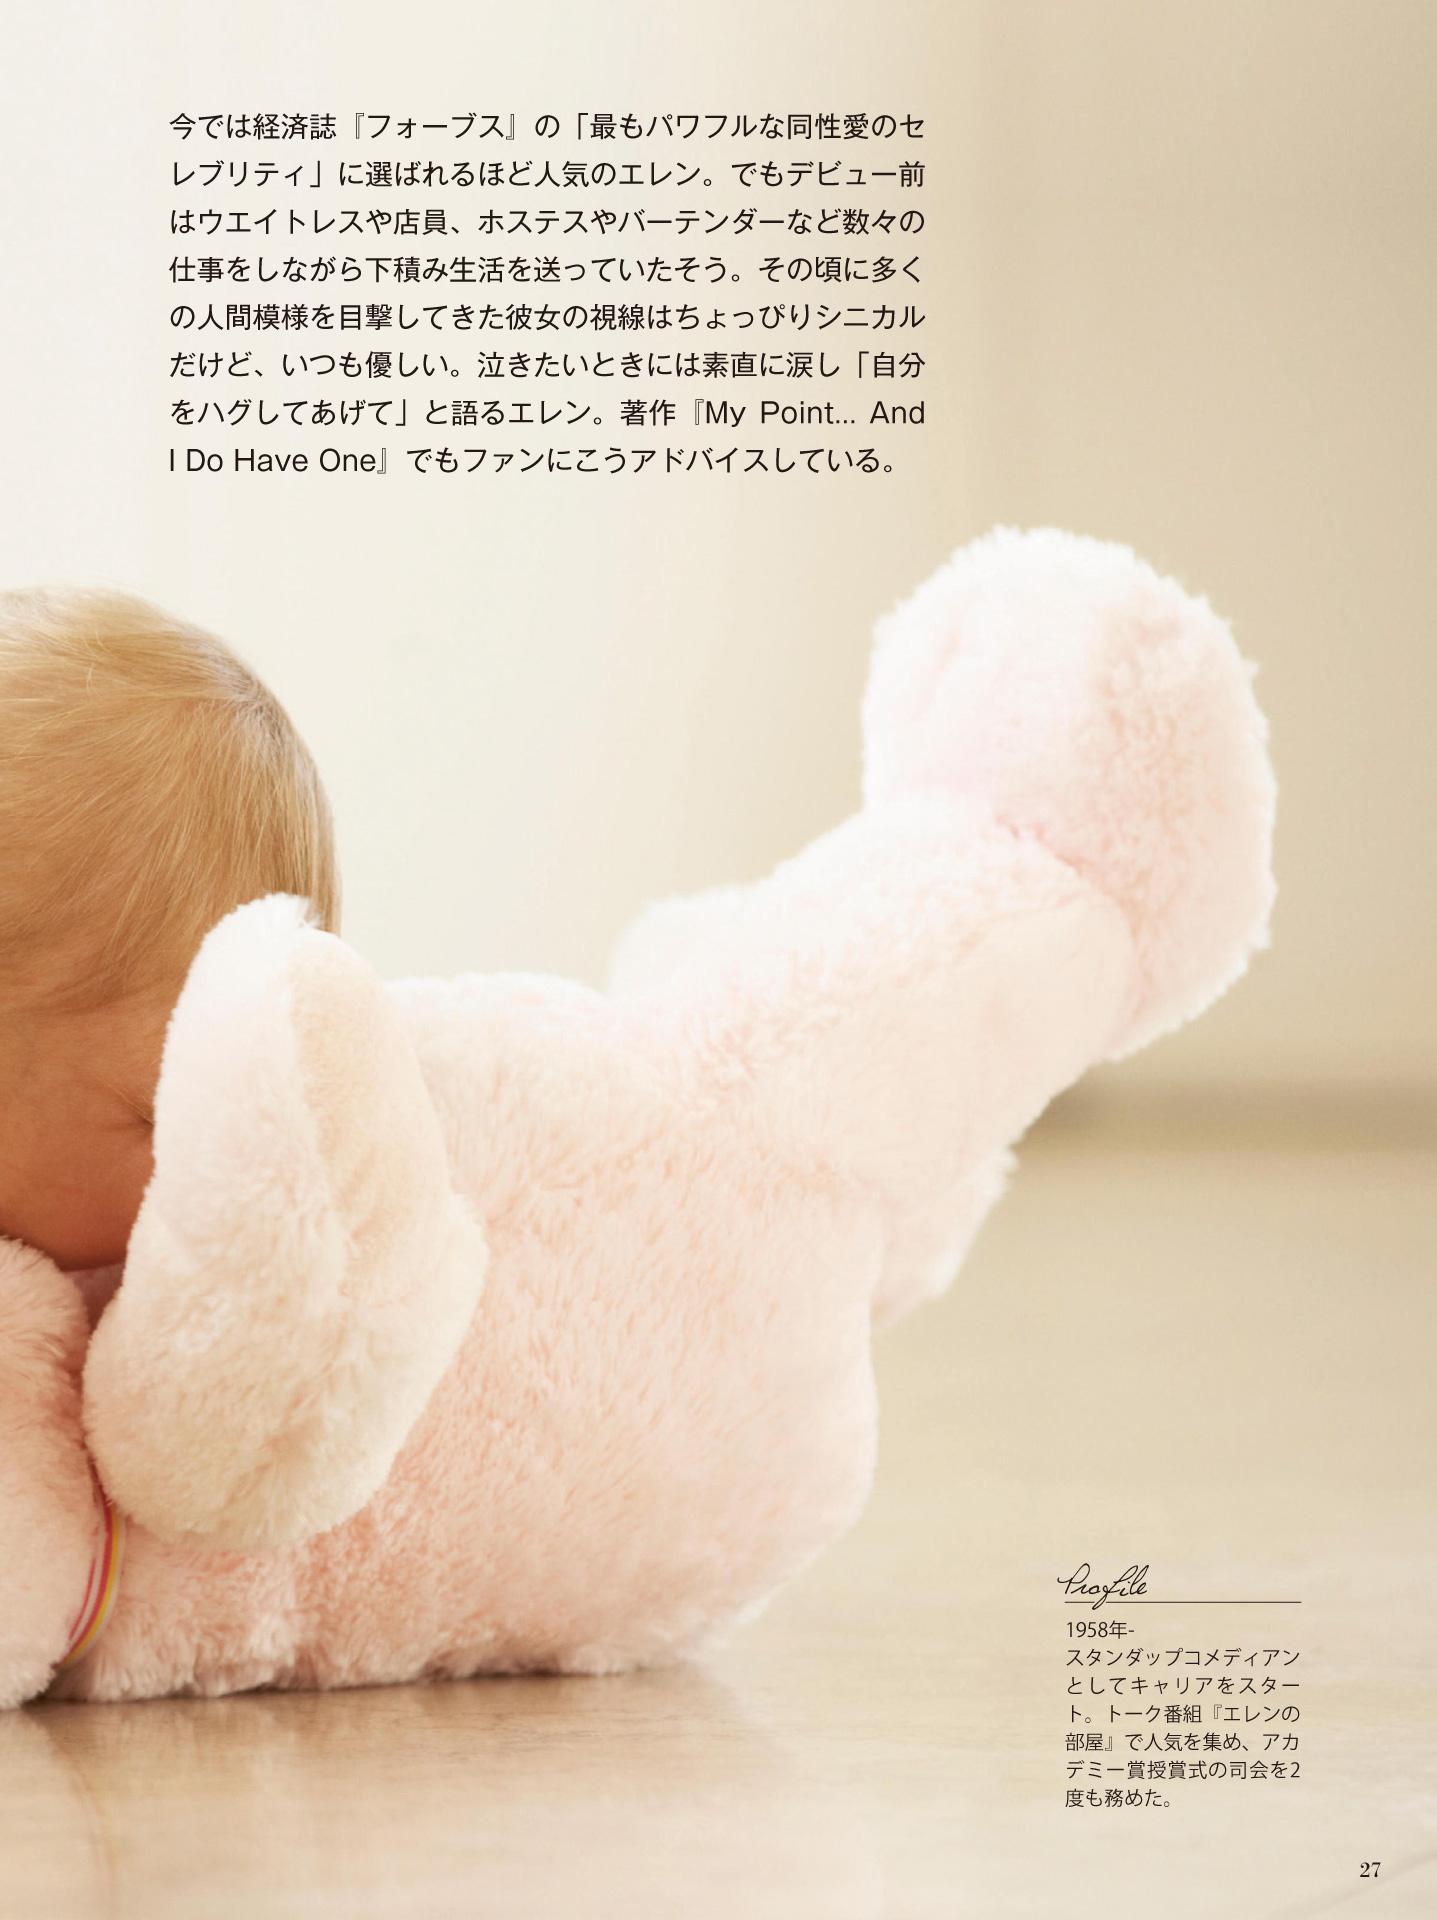 今では経済誌『フォーブス』の「最もパワフルな同性愛のセ
レブリティ」に選ばれるほど人気のエレン。でもデビュー前
はウエイトレスや店員、ホステスやバーテンダーなど数々の
仕事をしながら下積み生活を送っていたそう。その頃に多く
の人間模様を目撃してきた彼女の視線はちょっぴりシニカル
だけど、いつも優しい。泣きたいときには素直に涙し「自分
をハグしてあげて」と語るエレン。著作『My Point... And
I Do Have One』でもファンにこうアドバイスしている。
Profile
1958年-
スタンダップコメディアン
としてキャリアをスター
ト。トーク番組『エレンの
部屋』で人気を集め、アカ
デミー賞授賞式の司会を2
度も務めた。
27